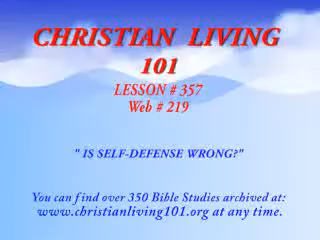 CHRISTIAN LIVING
101
LESSON # 357
Web # 219
" IS SELF-DEFENSE WRONG?"
You can find over 350 Bible Studies archived at:
www.christianliving101.org at any time.